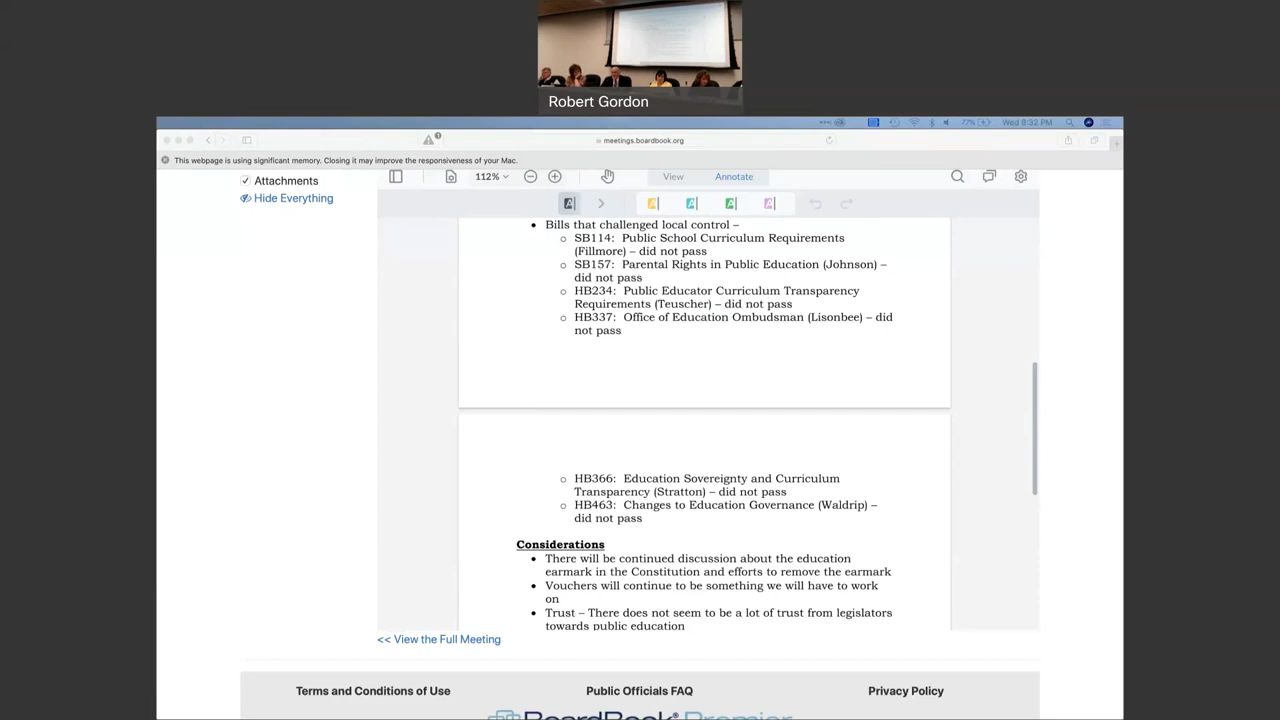 Robert Gordon
77% Wed 8:32 PM
meetings.boardbook.org
This webpage is using significant memory. Closing it may improve the responsiveness of your Mac.
Attachments
Hide Everything
112%
View
Annotate
• Bills that challenged local control –
o SB114: Public School Curriculum Requirements
(Fillmore) – did not pass
o SB157: Parental Rights in Public Education (Johnson) –
did not pass
o HB234: Public Educator Curriculum Transparency
Requirements (Teuscher) – did not pass
o HB337: Office of Education Ombudsman (Lisonbee) – did
not pass
o HB366: Education Sovereignty and Curriculum
Transparency (Stratton) – did not pass
o HB463: Changes to Education Governance (Waldrip) –
did not pass
Considerations
• There will be continued discussion about the education
earmark in the Constitution and efforts to remove the earmark
• Vouchers will continue to be something we will have to work
on
• Trust – There does not seem to be a lot of trust from legislators
towards public education
<< View the Full Meeting
Terms and Conditions of Use
Public Officials FAQ
Privacy Policy
BoardBook Premier